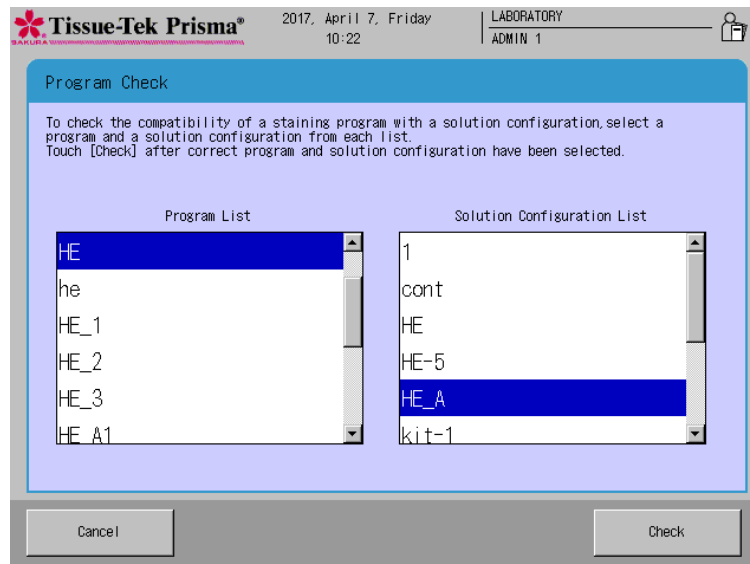 Tissue-Tek Prisma®
SAKURA
2017, April 7, Friday
10:22
LABORATORY
ADMIN 1
Program Check
To check the compatibility of a staining program with a solution configuration, select a
program and a solution configuration from each list.
Touch [Check] after correct program and solution configuration have been selected.
Program List
HE
he
HE_1
HE_2
HE_3
HE_A1
Solution Configuration List
1
cont
HE
HE-5
HE_A
kit-1
Cancel
Check